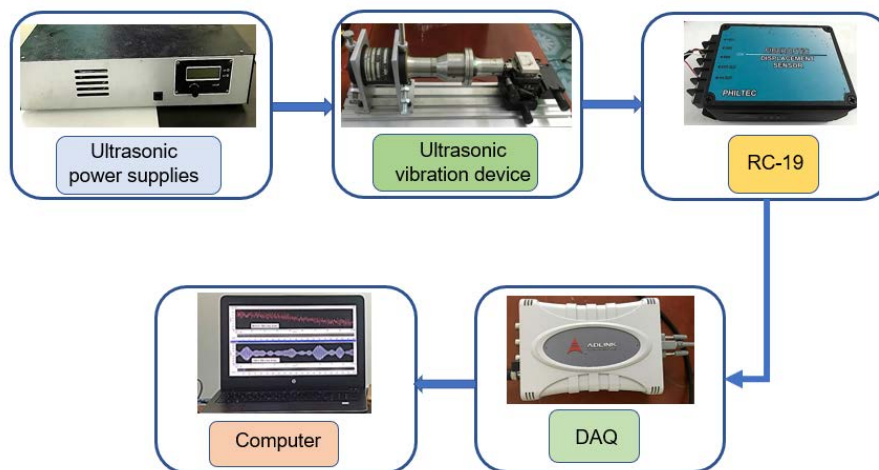 FIBEROPTIC
DISPLACEMENT
SENSOR
PHILTEC
Ultrasonic
power supplies
Ultrasonic
vibration device
RC-19
ADLINK
Computer
DAQ